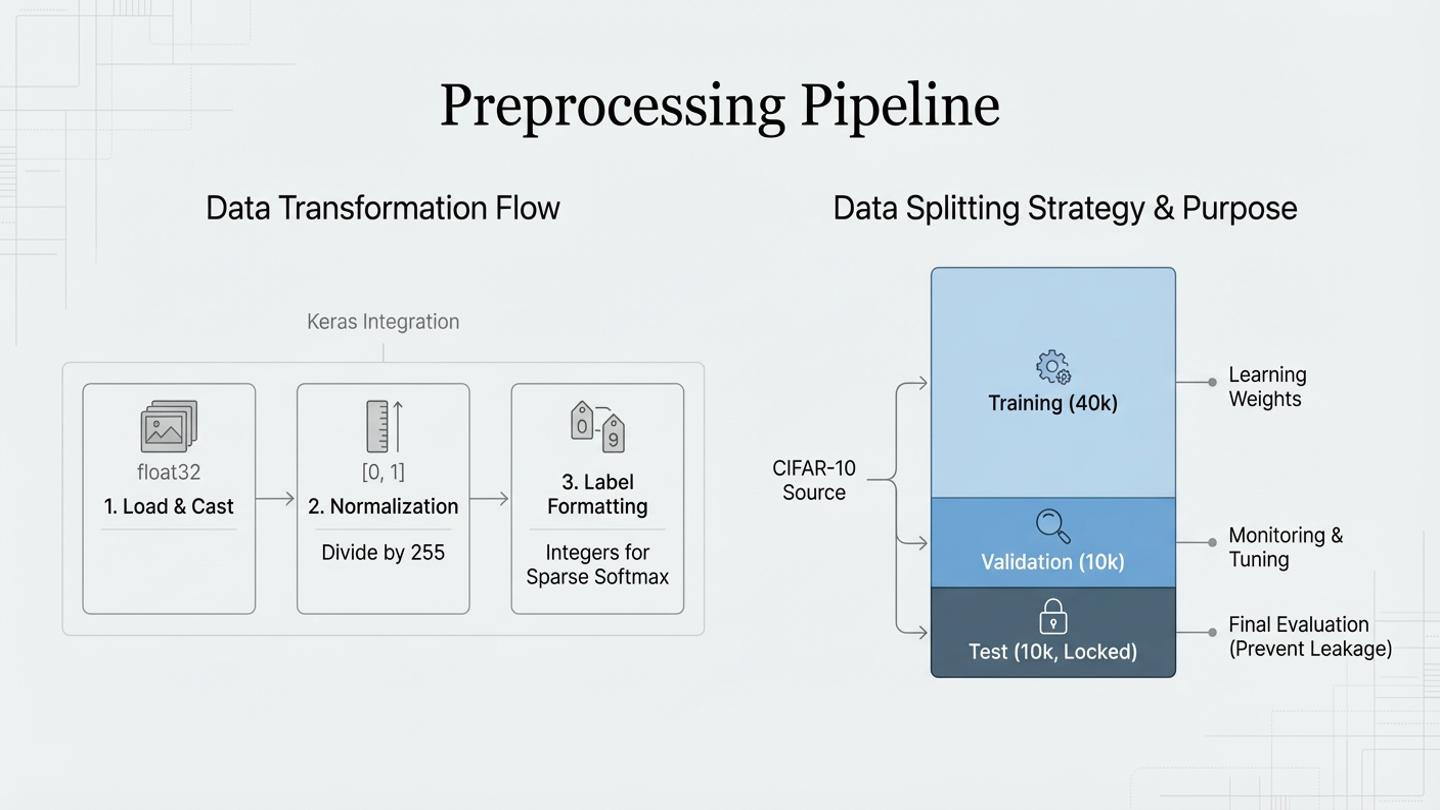 Preprocessing Pipeline
Data Transformation Flow
Keras Integration
float32
1. Load & Cast
[0, 1]
2. Normalization
Divide by 255
0
9
3. Label
Formatting
Integers for
Sparse Softmax
Data Splitting Strategy & Purpose
CIFAR-10
Source
Training (40k)
Learning
Weights
Validation (10k)
Monitoring &
Tuning
Test (10k, Locked)
Final Evaluation
(Prevent Leakage)